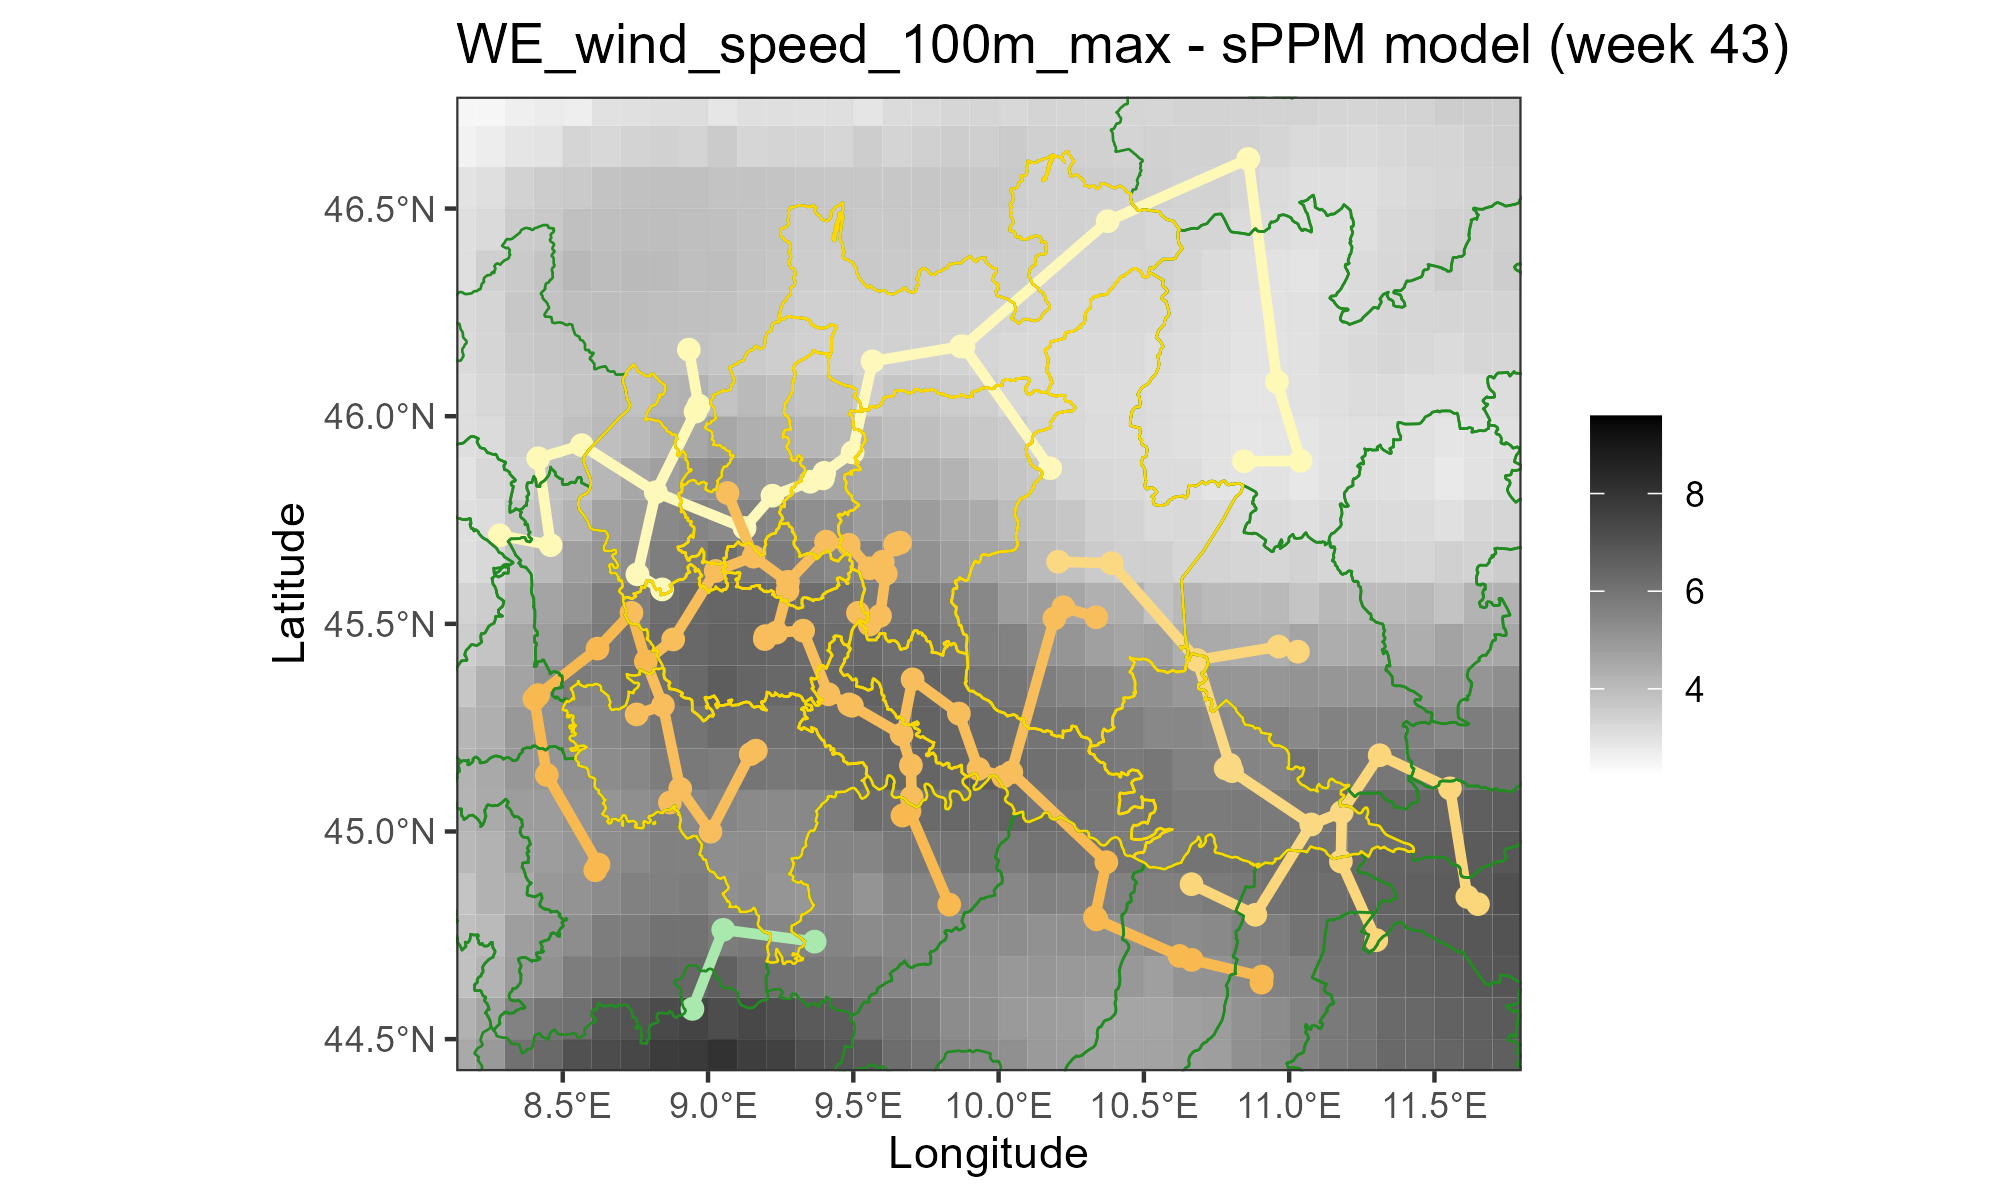 WE_wind_speed_100m_max - sPPM model (week 43)
46.5°N
46.0°N
45.5°N
45.0°N
44.5°N
Latitude
8.5°E
9.0°E
9.5°E
10.0°E
10.5°E
11.0°E
11.5°E
Longitude
8
6
4